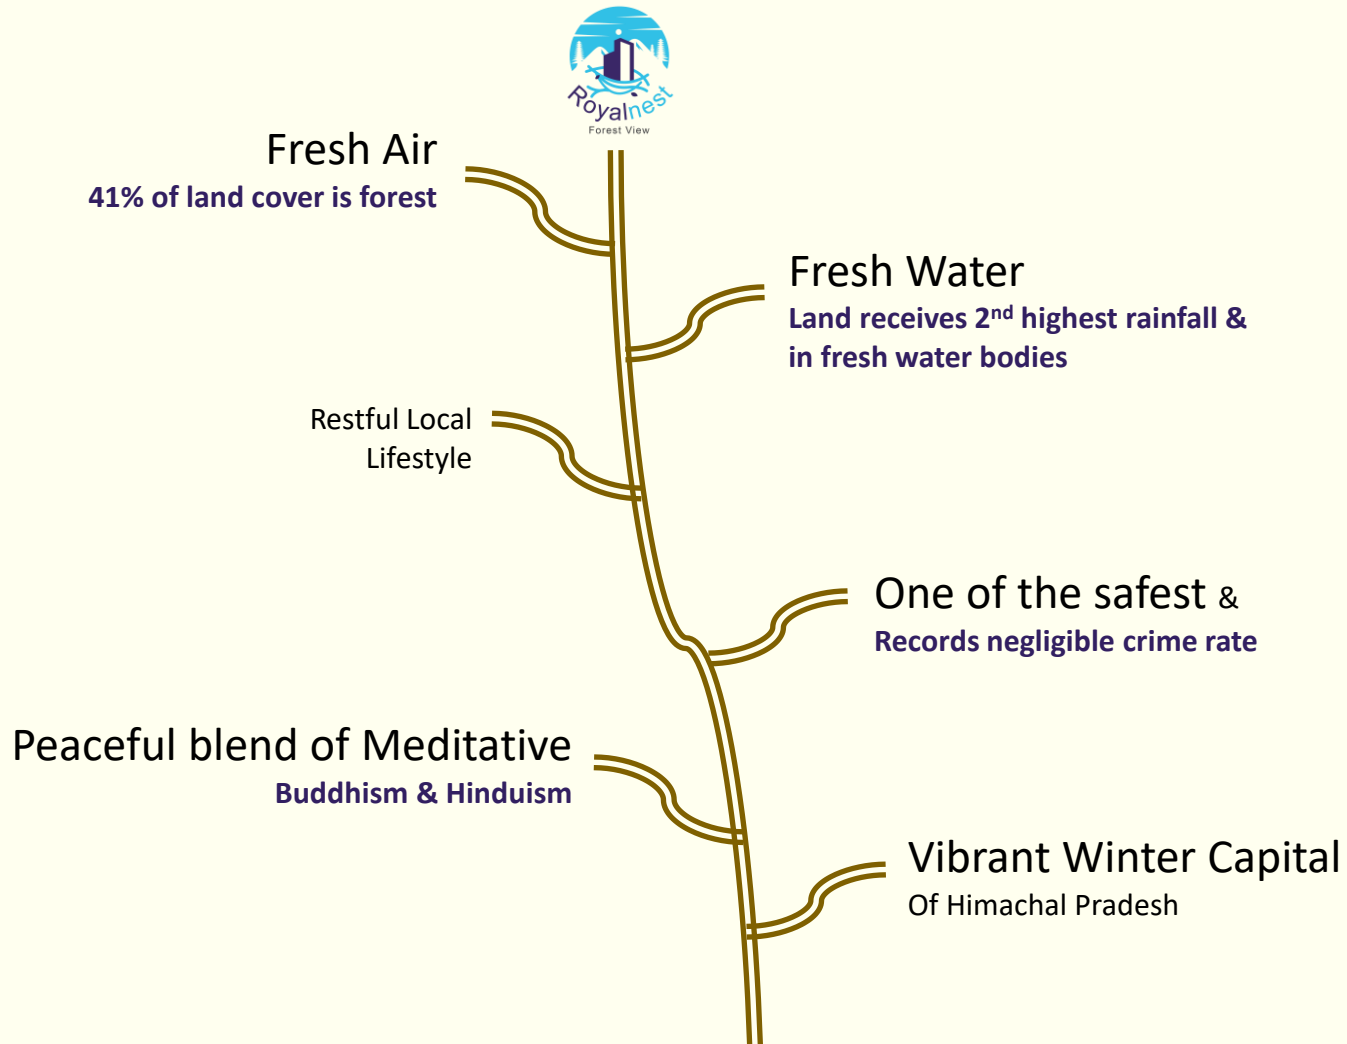 Royalnest
Forest View
Fresh Air
41% of land cover is forest
Fresh Water
Land receives 2nd highest rainfall &
in fresh water bodies
Restful Local
Lifestyle
One of the safest &
Records negligible crime rate
Peaceful blend of Meditative
Buddhism & Hinduism
Vibrant Winter Capital
Of Himachal Pradesh